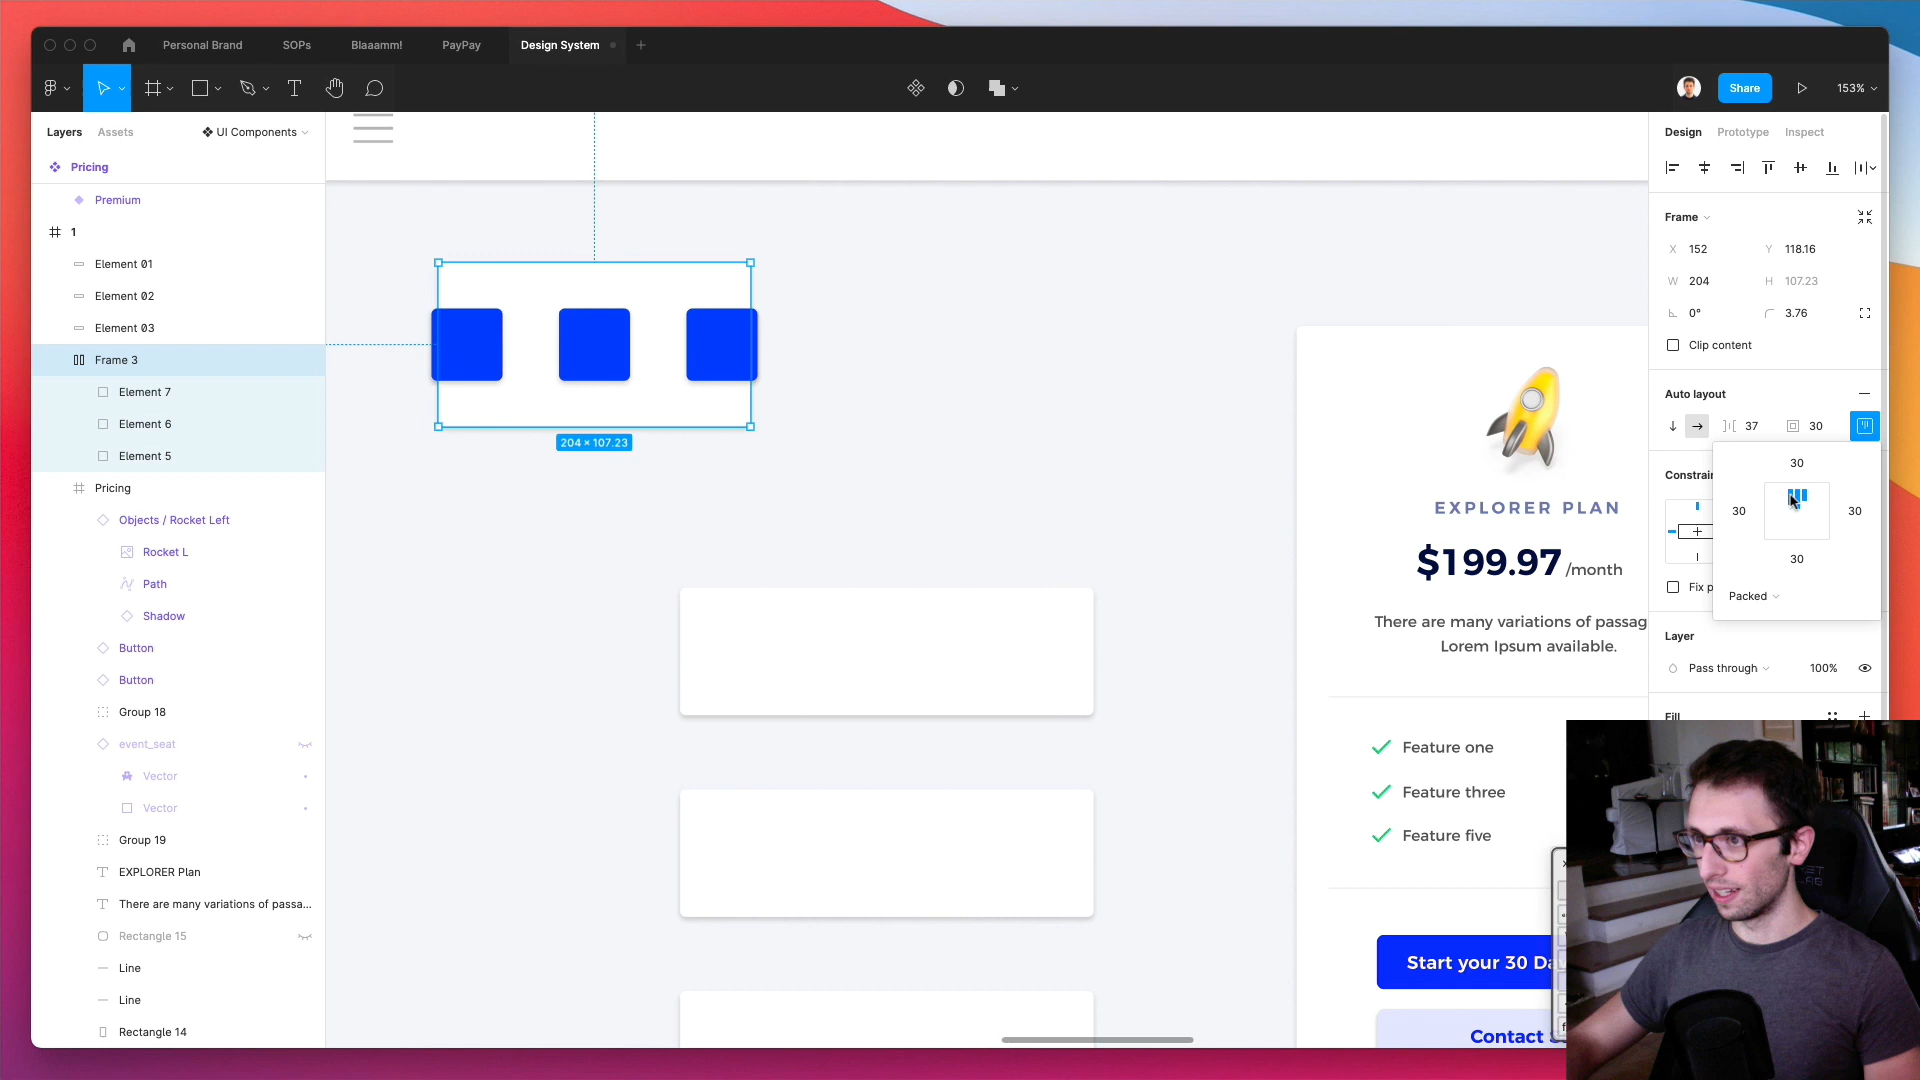 Personal Brand
SOPs
Blaaamm!
PayPay
Design System
Share
153%
Layers
Assets
UI Components
Pricing
Premium
1
Element 01
Element 02
Element 03
Frame 3
Element 7
Element 6
Element 5
Pricing
Objects / Rocket Left
Rocket L
Path
Shadow
Button
Button
Group 18
event_seat
Vector
Vector
Group 19
EXPLORER Plan
There are many variations of passa...
Rectangle 15
Line
Line
Rectangle 14
204 × 107.23
EXPLORER PLAN
$199.97 /month
There are many variations of passag
Lorem Ipsum available.
Feature one
Feature three
Feature five
Start your 30 Da
Contact S
Design
Prototype
Inspect
Frame
X 152
Y 118.16
W 204
H 107.23
0°
3.76
Clip content
Auto layout
37
30
Constrai
30
30
30
30
Fix p
Packed
Layer
Pass through
100%
Fill